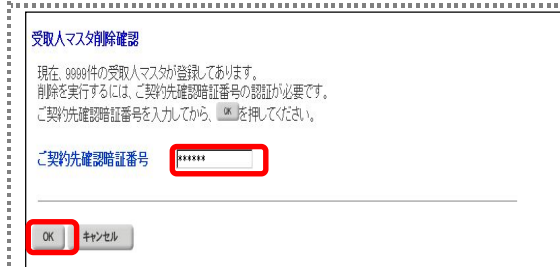 受取人マスタ削除確認
現在、9999件の受取人マスタが登録してあります。
削除を実行するには、ご契約先確認暗証番号の認証が必要です。
ご契約先確認暗証番号を入力してから、 OK を押してください。
ご契約先確認暗証番号 ******
OK キャンセル